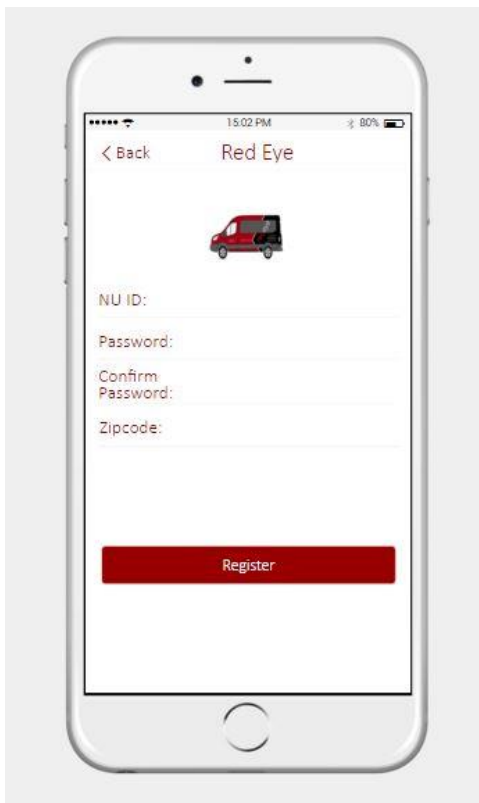 15:02 PM
80%
< Back
Red Eye
NU ID:
Password:
Confirm
Password:
Zipcode:
Register